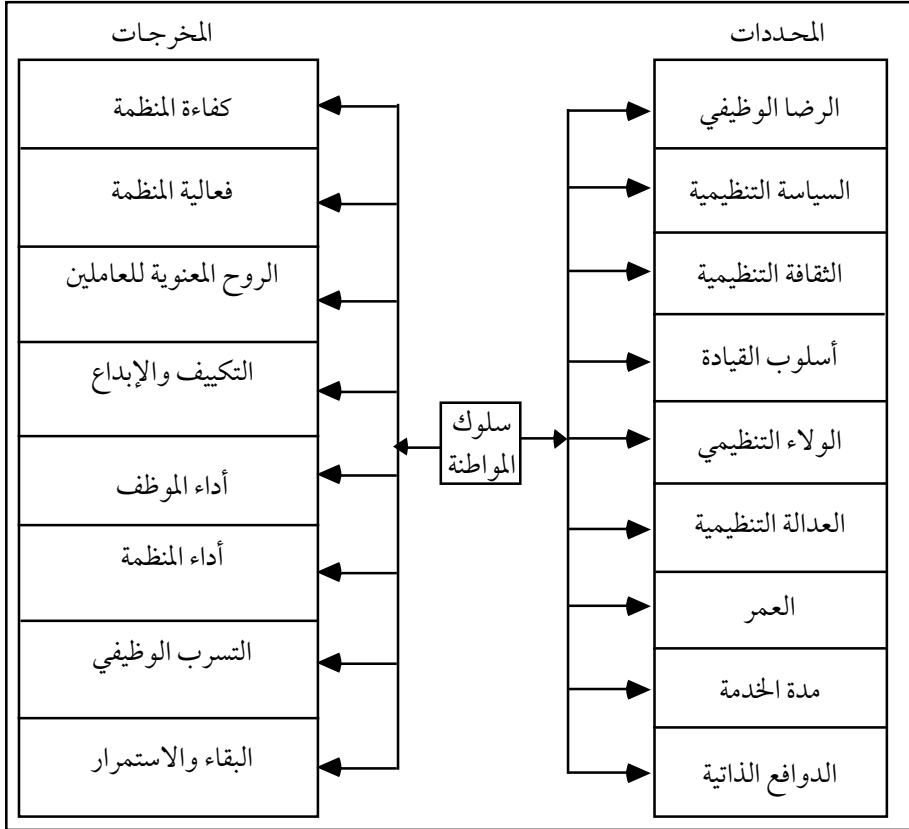 المحددات
الرضا الوظيفي
السياسة التنظيمية
الثقافة التنظيمية
أسلوب القيادة
الولاء التنظيمي
العدالة التنظيمية
العمر
مدة الخدمة
الدوافع الذاتية
سلوك
المواطنة
المخرجات
كفاءة المنظمة
فعالية المنظمة
الروح المعنوية للعاملين
التكييف والإبداع
أداء الموظف
أداء المنظمة
التسرب الوظيفي
البقاء والاستمرار